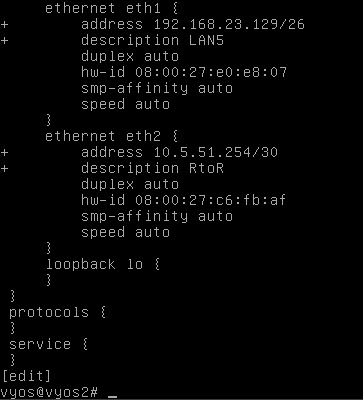 ethernet eth1 {
+        address 192.168.23.129/26
+        description LAN5
         duplex auto
         hw-id 08:00:27:e0:e8:07
         smp-affinity auto
         speed auto
     }
     ethernet eth2 {
+        address 10.5.51.254/30
+        description RtoR
         duplex auto
         hw-id 08:00:27:c6:fb:af
         smp-affinity auto
         speed auto
     }
     loopback lo {
     }
 }
 protocols {
 }
 service {
 }
[edit]
vyos@vyos2# _